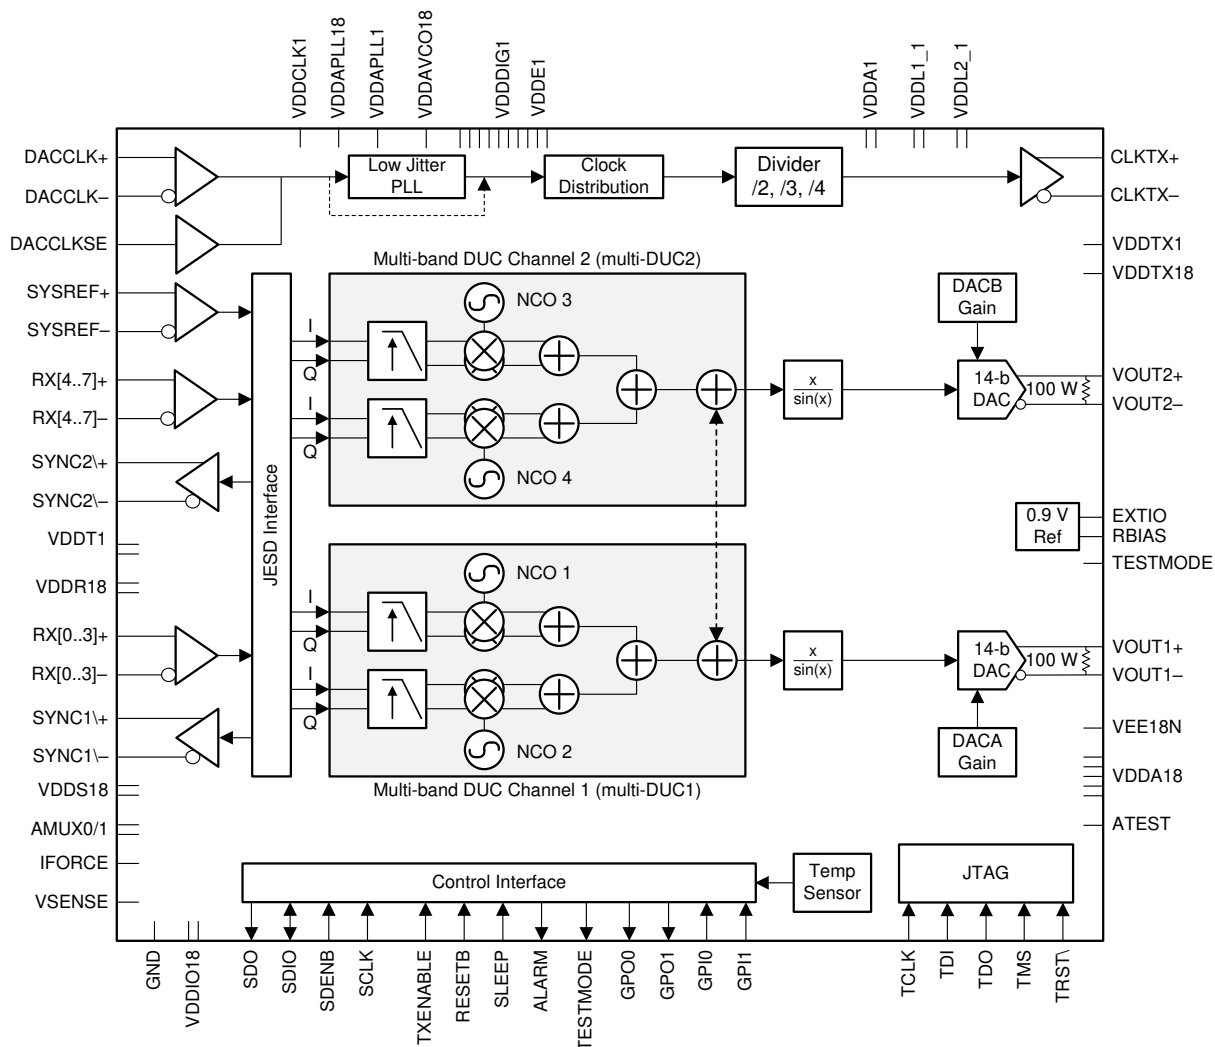 VDDCLK1
VDDAPLL18
VDDAPLL1
VDDAVCO18
VDDDIG1
VDDE1
VDDA1
VDDL1_1
VDDL2_1
DACCLK+
DACCLK–
DACCLKSE
SYSREF+
SYSREF–
RX[4..7]+
RX[4..7]–
SYNC2\+
SYNC2\–
VDDT1
VDDR18
RX[0..3]+
RX[0..3]–
SYNC1\+
SYNC1\–
VDDS18
AMUX0/1
IFORCE
VSENSE
Low Jitter
PLL
Clock
Distribution
Divider
/2, /3, /4
JESD Interface
Multi-band DUC Channel 2 (multi-DUC2)
I
Q
I
Q
NCO 3
NCO 4
x
sin(x)
DACB
Gain
14-b
DAC
100 W
I
Q
I
Q
NCO 1
NCO 2
Multi-band DUC Channel 1 (multi-DUC1)
x
sin(x)
14-b
DAC
100 W
DACA
Gain
0.9 V
Ref
Control Interface
Temp
Sensor
JTAG
CLKTX+
CLKTX–
VDDTX1
VDDTX18
VOUT2+
VOUT2–
EXTIO
RBIAS
TESTMODE
VOUT1+
VOUT1–
VEE18N
VDDA18
ATEST
GND
VDDIO18
SDO
SDIO
SDENB
SCLK
TXENABLE
RESETB
SLEEP
ALARM
TESTMODE
GPO0
GPO1
GPI0
GPI1
TCLK
TDI
TDO
TMS
TRST\